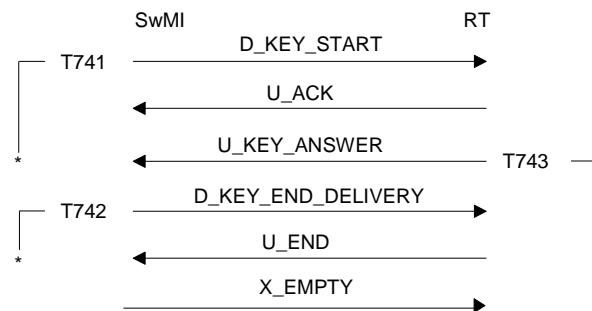 SwMI RT
D_KEY_START
T741
U_ACK
U_KEY_ANSWER
* T743
D_KEY_END_DELIVERY
T742
U_END
*
X_EMPTY